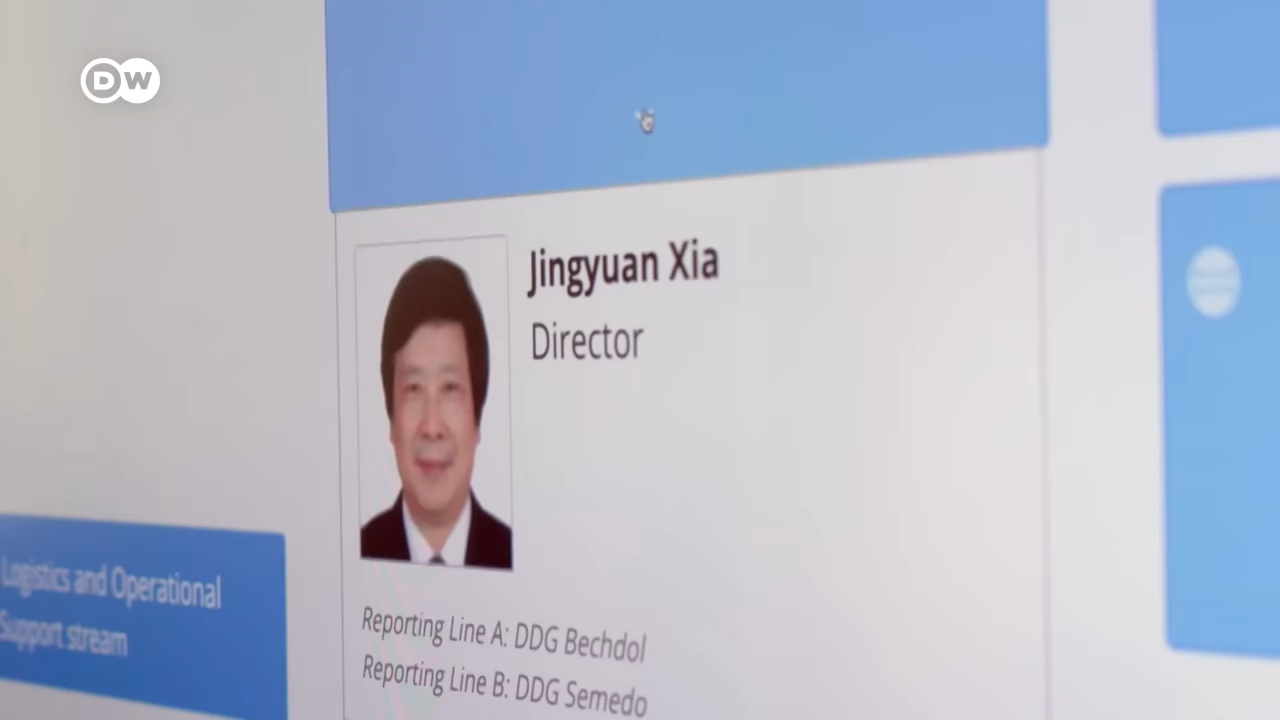 DW
Jingyuan Xia
Director
Reporting Line A: DDG Bechdol
Reporting Line B: DDG Semedo
Logistics and Operational
Support stream